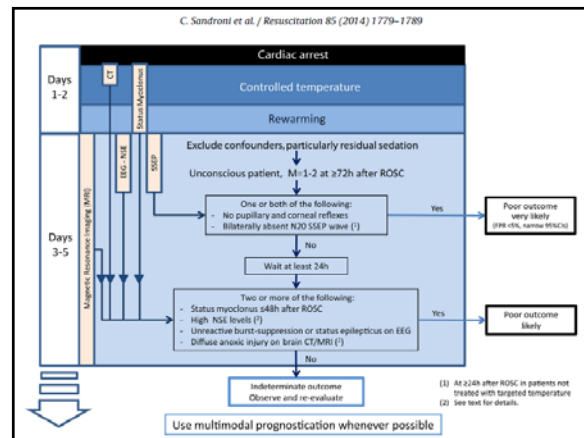 C. Sandroni et al. / Resuscitation 85 (2014) 1779–1789
Cardiac arrest
Days
1-2
CT
Status Myoclonus
Controlled temperature
Rewarming
Days
3-5
Magnetic Resonance Imaging (MRI)
EEG - NSE
SSEP
Exclude confounders, particularly residual sedation
Unconscious patient, M=1-2 at ≥72h after ROSC
One or both of the following:
- No pupillary and corneal reflexes
- Bilaterally absent N20 SSEP wave (1)
Yes
Poor outcome
very likely
(FPR <5%, narrow 95%CIs)
No
Wait at least 24h
Two or more of the following:
- Status myoclonus ≤48h after ROSC
- High NSE levels (2)
- Unreactive burst-suppression or status epilepticus on EEG
- Diffuse anoxic injury on brain CT/MRI (2)
Yes
Poor outcome
likely
No
Indeterminate outcome
Observe and re-evaluate
(1) At ≥24h after ROSC in patients not
treated with targeted temperature
(2) See text for details.
Use multimodal prognostication whenever possible